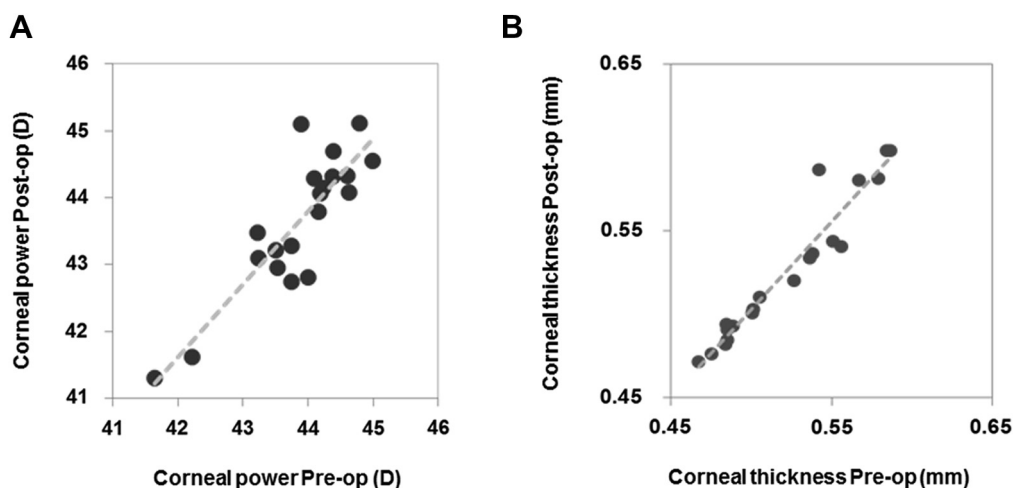 A
B
46
45
44
43
42
41
41 42 43 44 45 46
Corneal power Post-op (D)
Corneal power Pre-op (D)
0.65
0.55
0.45
0.45 0.55 0.65
Corneal thickness Post-op (mm)
Corneal thickness Pre-op (mm)